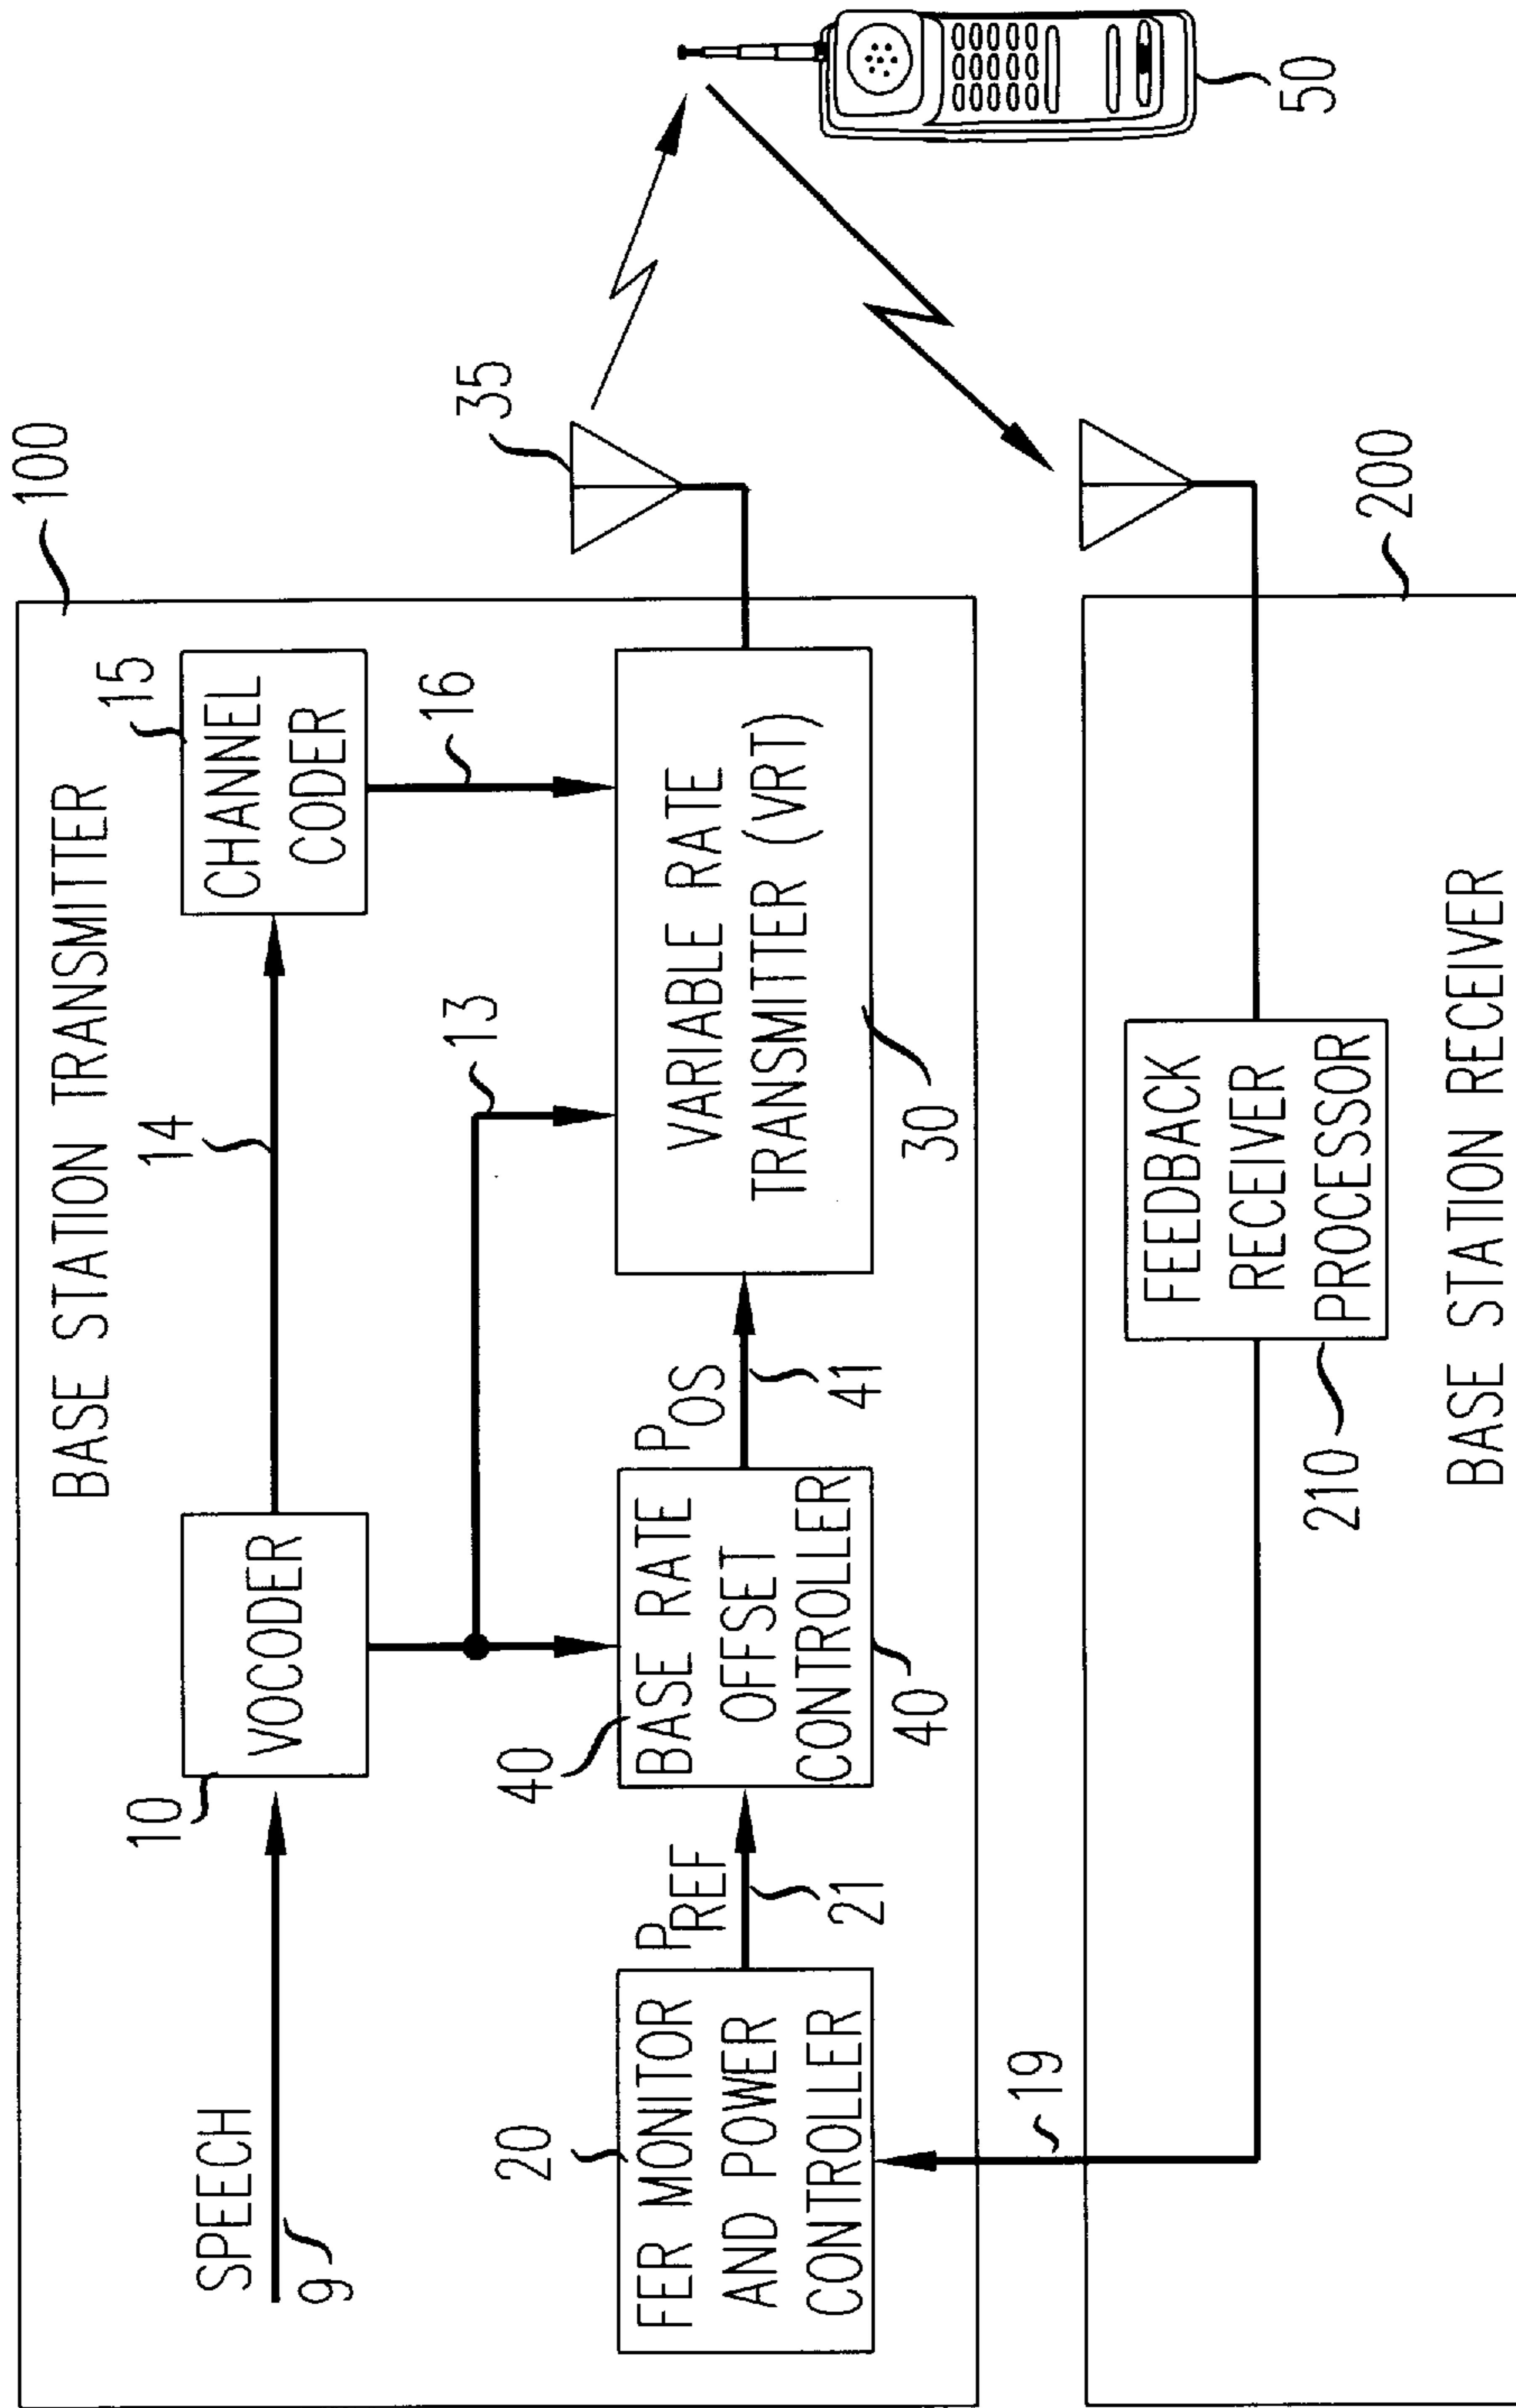 BASE STATION TRANSMITTER
100
SPEECH
9
10
VOCODER
14
15
CHANNEL
CODER
16
13
35
20
FER MONITOR
AND POWER
CONTROLLER
P REF
21
40
BASE RATE
OFFSET
CONTROLLER
40
P OS
41
VARIABLE RATE
TRANSMITTER (VRT)
30
50
19
FEEDBACK
RECEIVER
PROCESSOR
210
200
BASE STATION RECEIVER